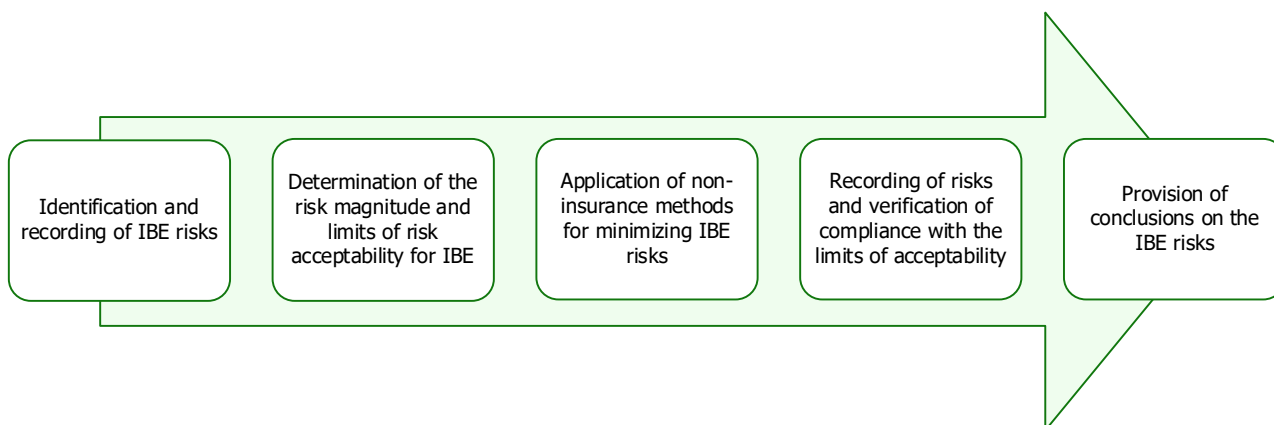 Identification and
recording of IBE risks
Determination of the
risk magnitude and
limits of risk
acceptability for IBE
Application of non-
insurance methods
for minimizing IBE
risks
Recording of risks
and verification of
compliance with the
limits of acceptability
Provision of
conclusions on the
IBE risks